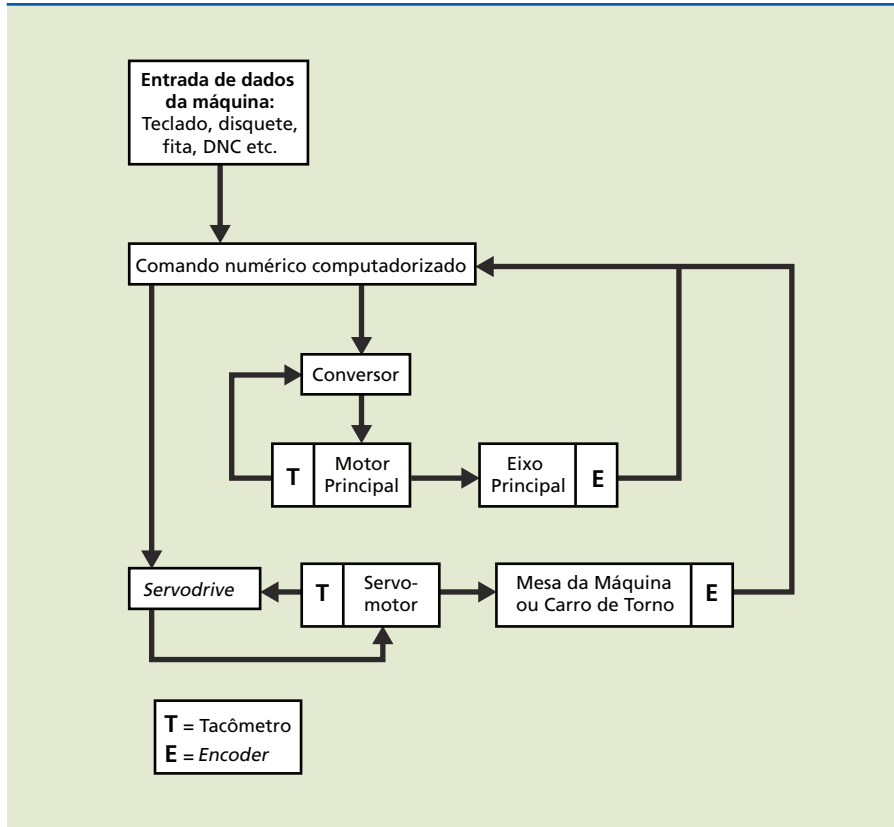 Entrada de dados
da máquina:
Teclado, disquete,
fita, DNC etc.
Comando numérico computadorizado
Conversor
T
Motor
Principal
Eixo
Principal
E
Servodrive
T
Servo-
motor
Mesa da Máquina
ou Carro de Torno
E
T = Tacômetro
E = Encoder